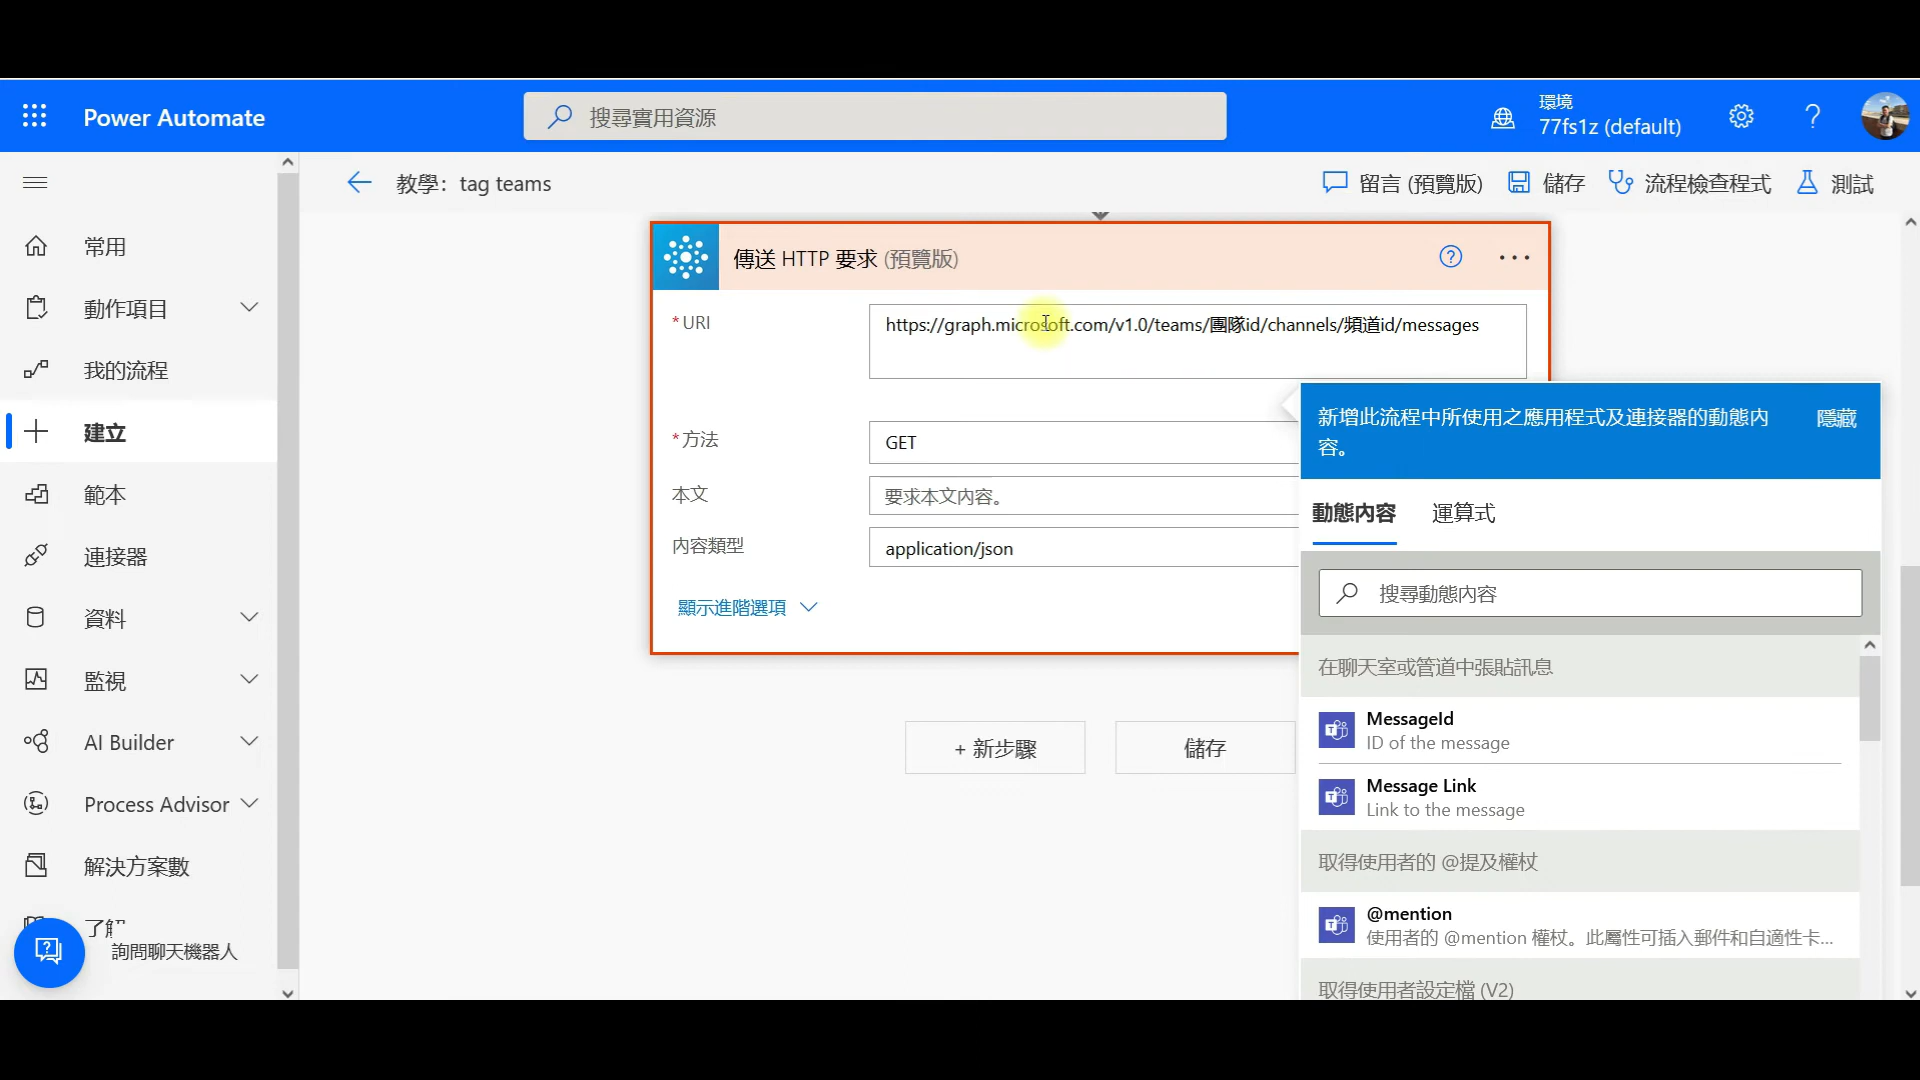 Power Automate
搜尋實用資源
環境
77fs1z (default)
教學：tag teams
留言 (預覽版)
儲存
流程檢查程式
測試
常用
動作項目
我的流程
建立
範本
連接器
資料
監視
AI Builder
Process Advisor
解決方案數
了解
詢問聊天機器人
傳送 HTTP 要求 (預覽版)
* URI
https://graph.microsoft.com/v1.0/teams/團隊id/channels/頻道id/messages
* 方法
GET
本文
要求本文內容。
內容類型
application/json
顯示進階選項
+ 新步驟
儲存
新增此流程中所使用之應用程式及連接器的動態內
容。
隱藏
動態內容
運算式
搜尋動態內容
在聊天室或管道中張貼訊息
MessageId
ID of the message
Message Link
Link to the message
取得使用者的 @提及權杖
@mention
使用者的 @mention 權杖。此屬性可插入郵件和自適性卡...
取得使用者設定檔 (V2)